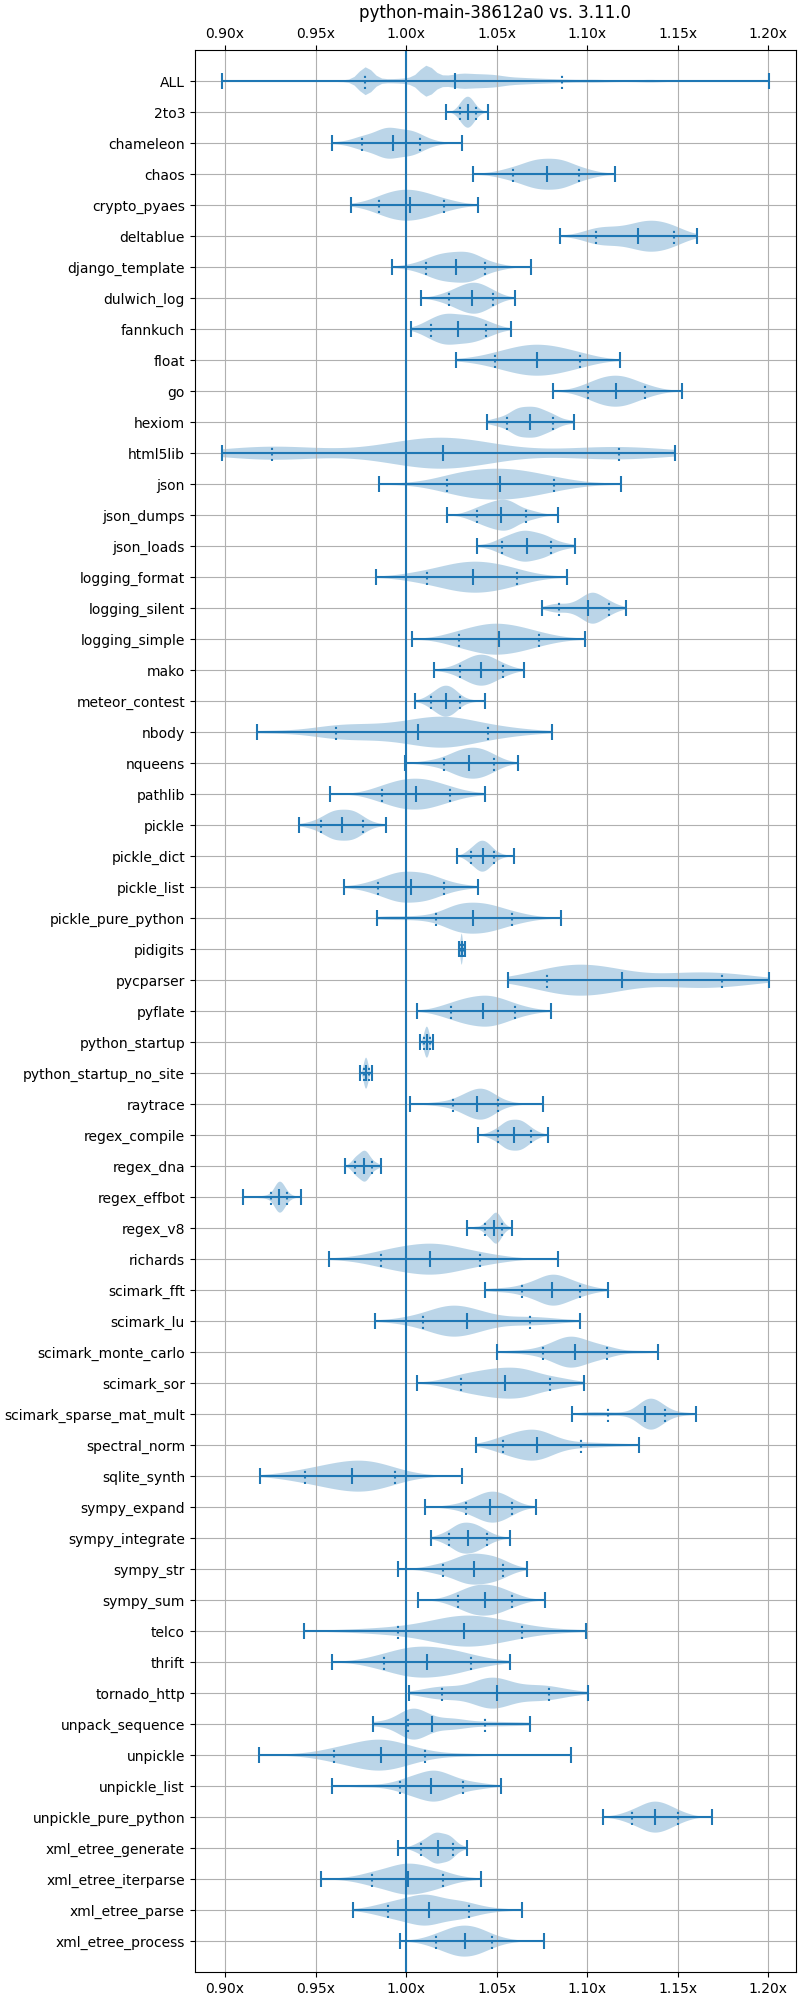 python-main-38612a0 vs. 3.11.0
0.90x 0.95x 1.00x 1.05x 1.10x 1.15x 1.20x
ALL
2to3
chameleon
chaos
crypto_pyaes
deltablue
django_template
dulwich_log
fannkuch
float
go
hexiom
html5lib
json
json_dumps
json_loads
logging_format
logging_silent
logging_simple
mako
meteor_contest
nbody
nqueens
pathlib
pickle
pickle_dict
pickle_list
pickle_pure_python
pidigits
pycparser
pyflate
python_startup
python_startup_no_site
raytrace
regex_compile
regex_dna
regex_effbot
regex_v8
richards
scimark_fft
scimark_lu
scimark_monte_carlo
scimark_sor
scimark_sparse_mat_mult
spectral_norm
sqlite_synth
sympy_expand
sympy_integrate
sympy_str
sympy_sum
telco
thrift
tornado_http
unpack_sequence
unpickle
unpickle_list
unpickle_pure_python
xml_etree_generate
xml_etree_iterparse
xml_etree_parse
xml_etree_process
0.90x 0.95x 1.00x 1.05x 1.10x 1.15x 1.20x